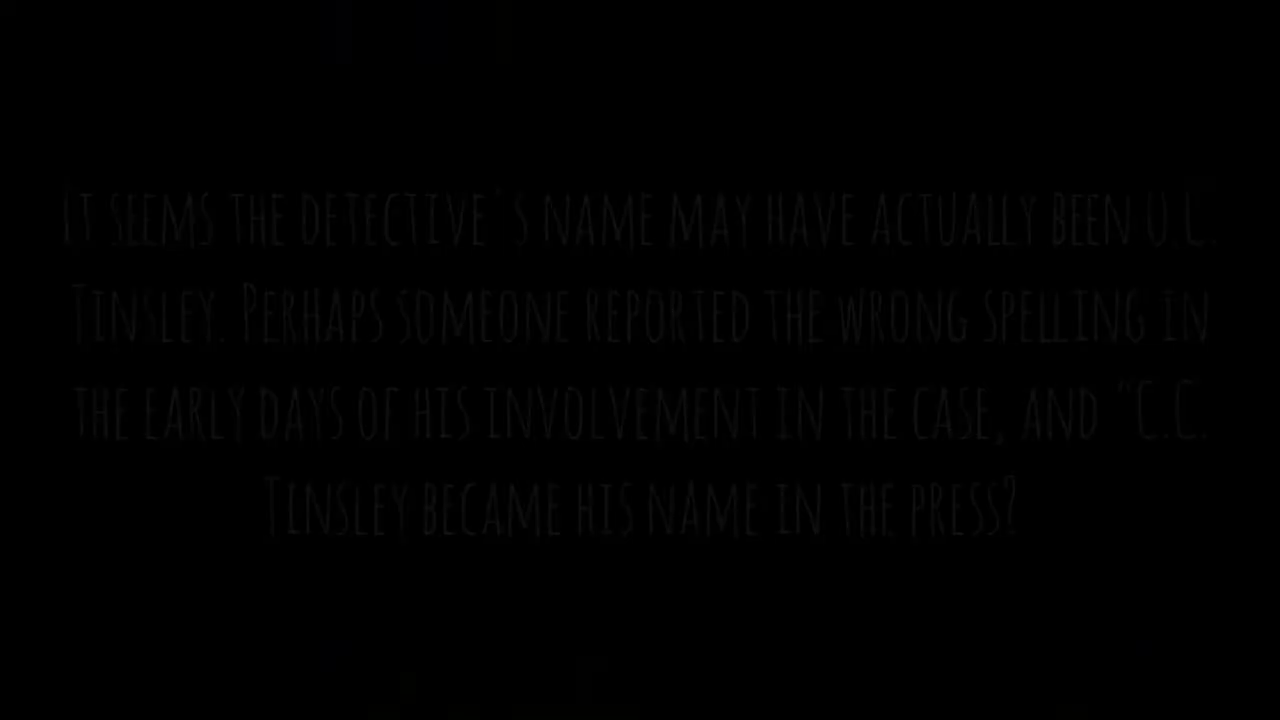 It seems the detective's name may have actually been U.C.
Tinsley. Perhaps someone reported the wrong spelling in
the early days of his involvement in the case, and "C.C.
Tinsley became his name in the press?